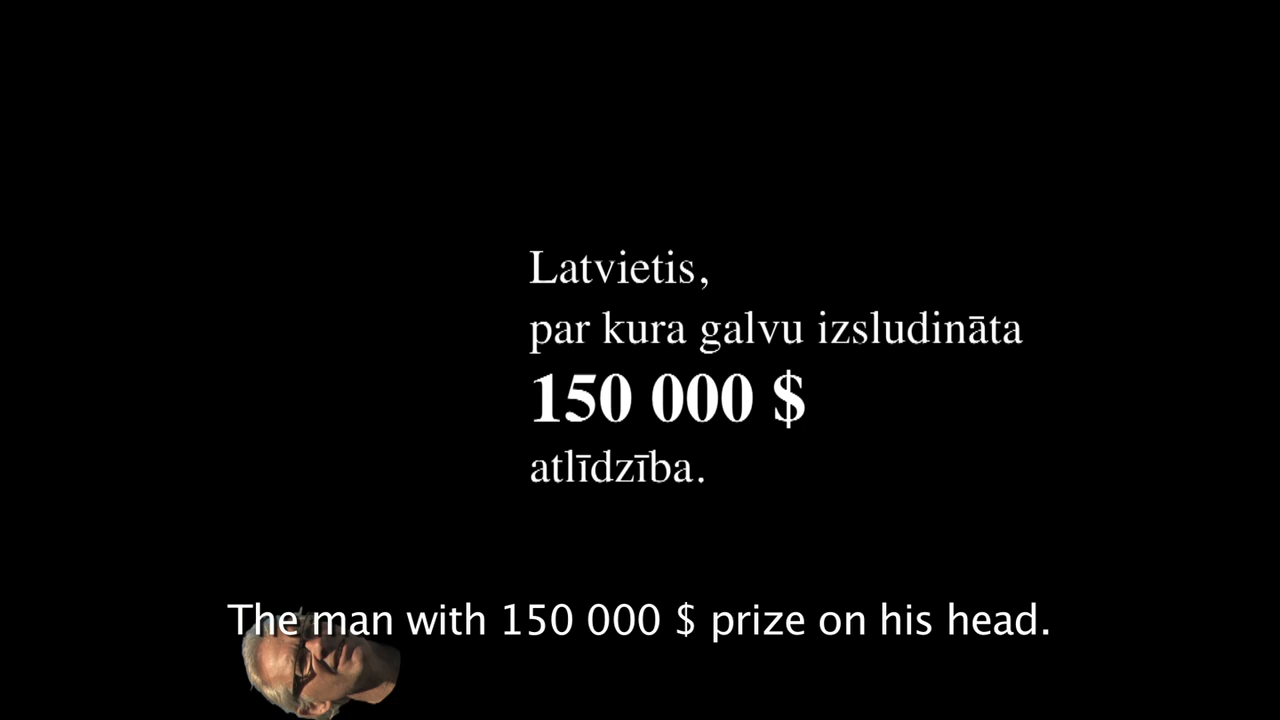 Latvietis,
par kura galvu izsludināta
150 000 $
atlīdzība.
The man with 150 000 $ prize on his head.